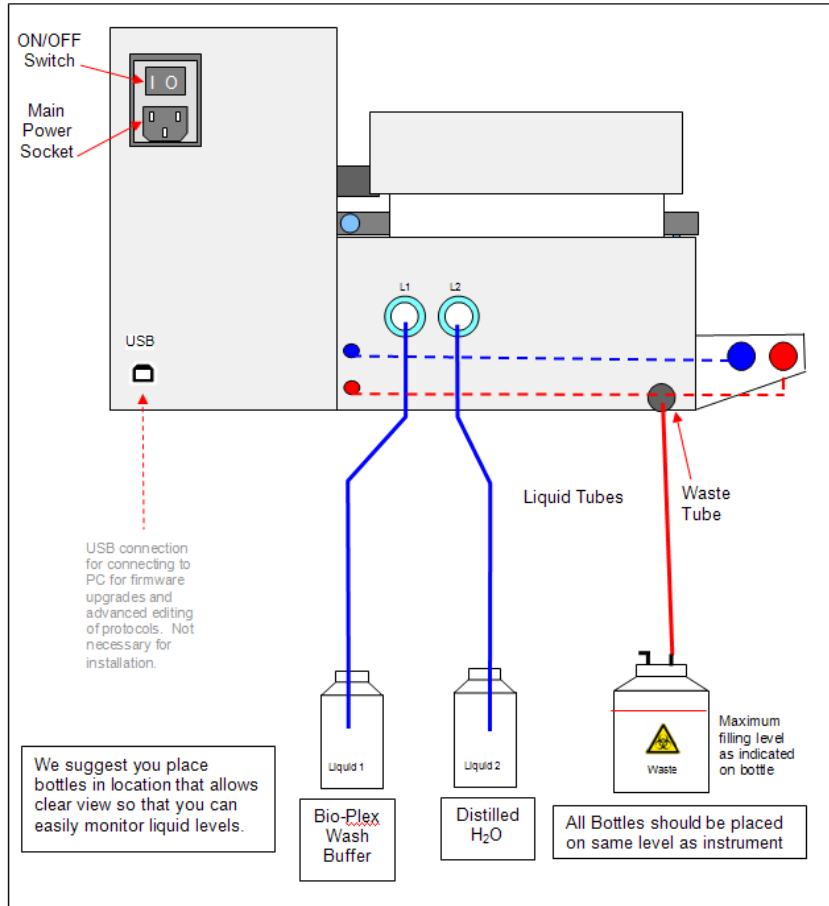 ON/OFF
Switch
I O
Main
Power
Socket
L1
L2
USB
Liquid Tubes
Waste
Tube
USB connection
for connecting to
PC for firmware
upgrades and
advanced editing
of protocols. Not
necessary for
installation.
Liquid 1
Liquid 2
Waste
Maximum
filling level
as indicated
on bottle
We suggest you place
bottles in location that allows
clear view so that you can
easily monitor liquid levels.
Bio-Plex
Wash
Buffer
Distilled
H₂O
All Bottles should be placed
on same level as instrument